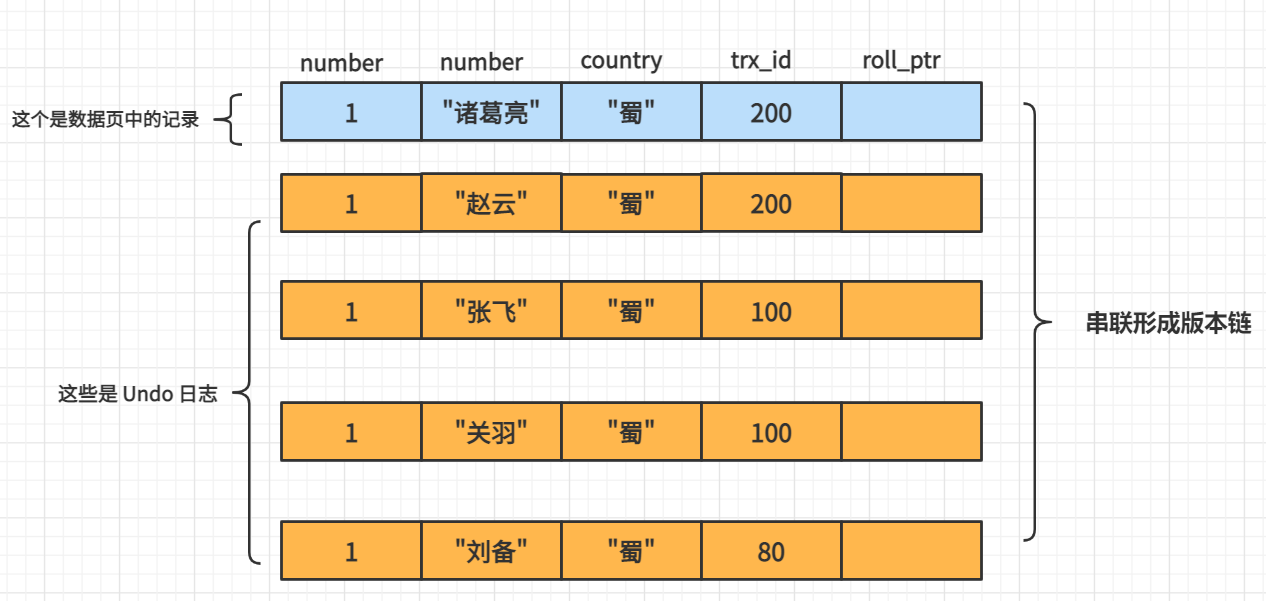 number number country trx_id roll_ptr
这个是数据页中的记录
1 "诸葛亮" "蜀" 200
1 "赵云" "蜀" 200
1 "张飞" "蜀" 100
串联形成版本链
这些是 Undo 日志
1 "关羽" "蜀" 100
1 "刘备" "蜀" 80